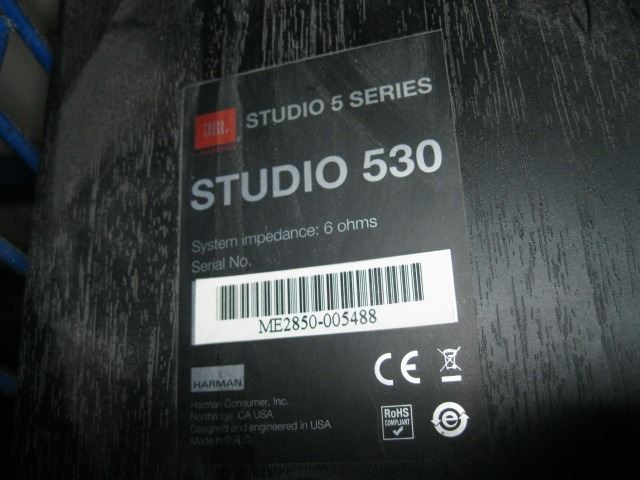 JBL
STUDIO 5 SERIES
STUDIO 530
System impedance: 6 ohms
Serial No.
ME2850-005488
CE
HARMAN
Harman Consumer, Inc.
Northridge, CA USA
Designed and engineered in USA
Made in P.R.C.
RoHS
COMPLIANT
e